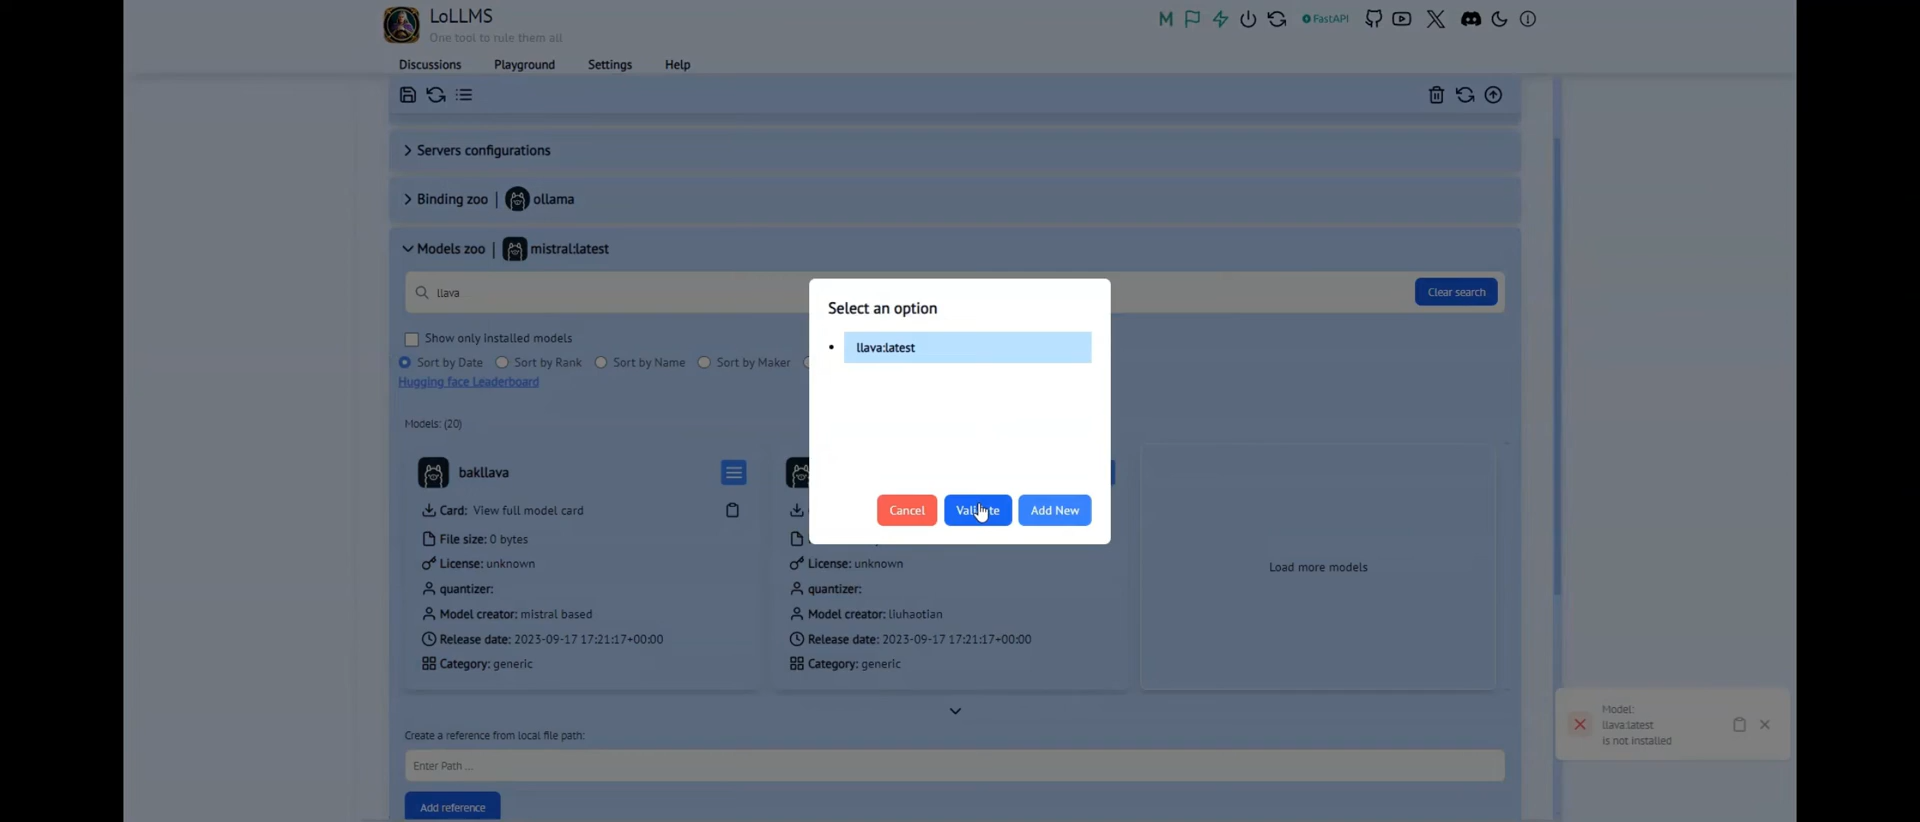 LoLLMS
One tool to rule them all
M
FastAPI
Discussions Playground Settings Help
Servers configurations
Binding zoo | ollama
Models zoo | mistral:latest
llava
Clear search
Show only installed models
Sort by Date Sort by Rank Sort by Name Sort by Maker
Hugging face Leaderboard
Models: (20)
Select an option
llava:latest
Cancel
Add New
bakllava
Card: View full model card
File size: 0 bytes
License: unknown
quantizer:
Model creator: mistral based
Release date: 2023-09-17 17:21:17+00:00
Category: generic
License: unknown
quantizer:
Model creator: liuhaotian
Release date: 2023-09-17 17:21:17+00:00
Category: generic
Load more models
Create a reference from local file path:
Enter Path ...
Add reference
Model:
llava:latest
is not installed